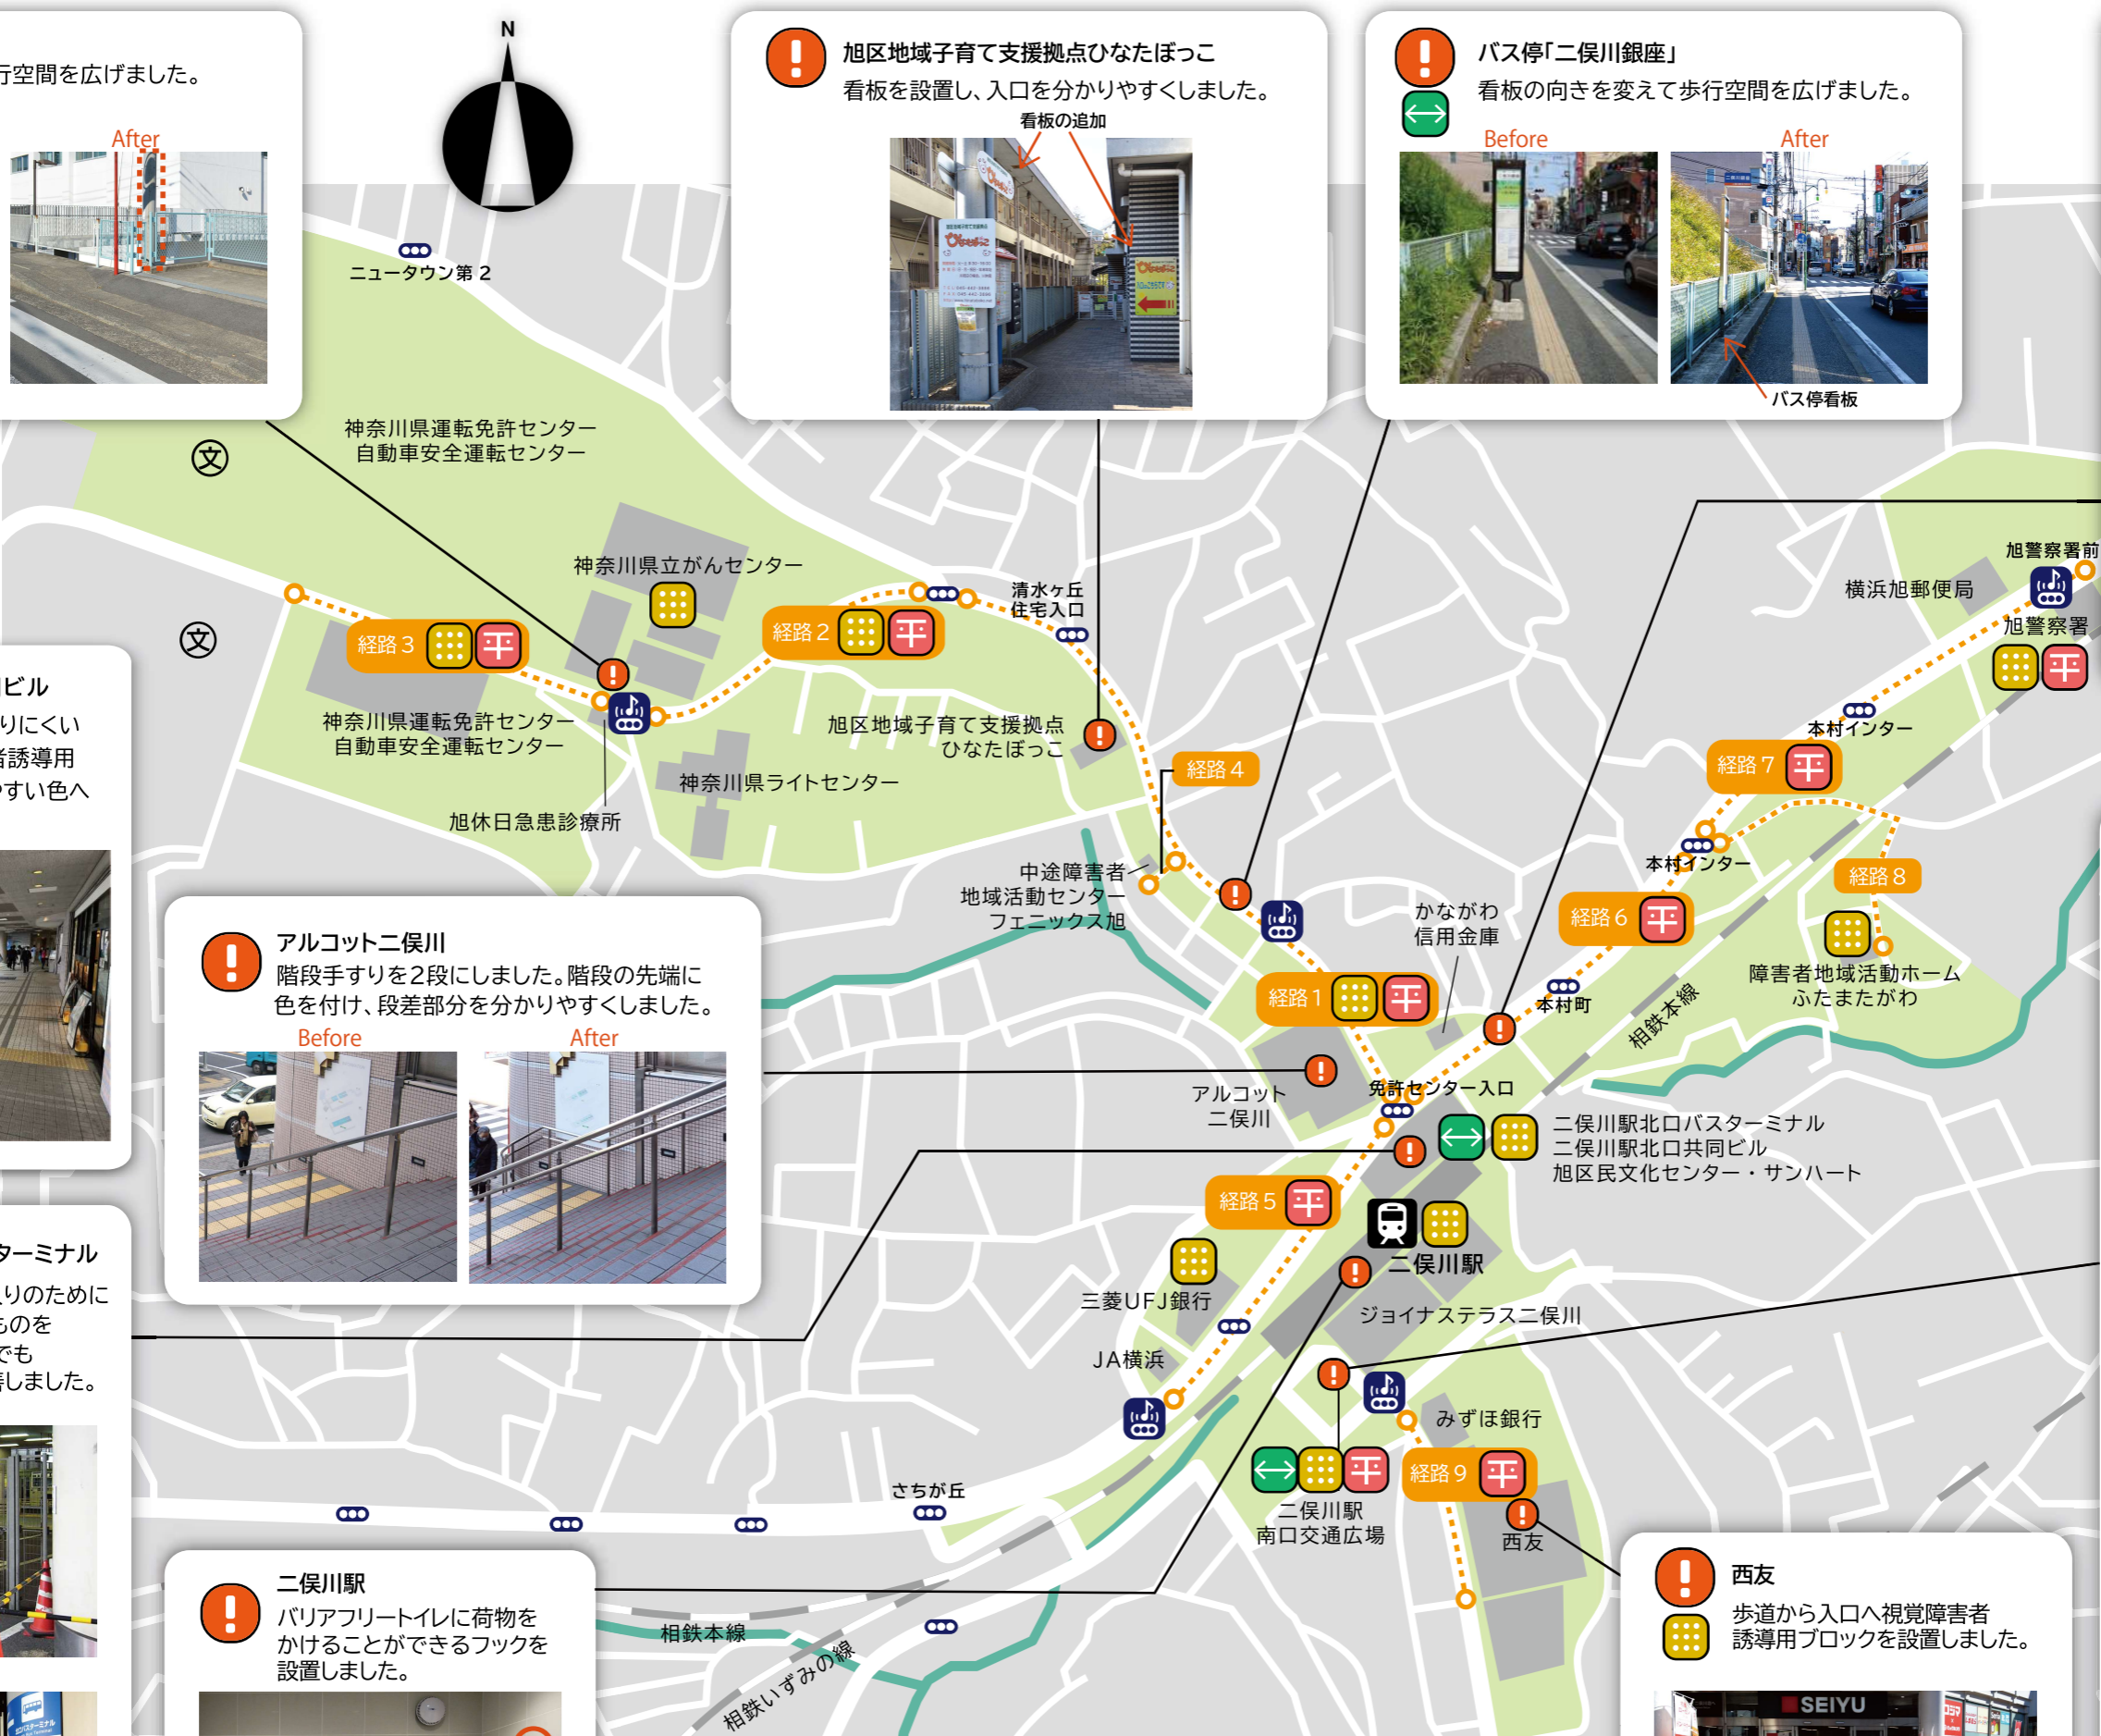 行空間を広げました。
After
N
旭区地域子育て支援拠点ひなたぼっこ
看板を設置し、入口を分かりやすくしました。
看板の追加
ひなたぼっこ
バス停「二俣川銀座」
看板の向きを変えて歩行空間を広げました。
Before
After
二俣川銀座
バス停看板
ニュータウン第 2
神奈川県運転免許センター
自動車安全運転センター
文
文
神奈川県立がんセンター
清水ヶ丘
住宅入口
経路 3
平
経路 2
平
神奈川県運転免許センター
自動車安全運転センター
旭区地域子育て支援拠点
ひなたぼっこ
神奈川県ライトセンター
旭休日急患診療所
経路 4
中途障害者
地域活動センター
フェニックス旭
旭警察署前
横浜旭郵便局
旭警察署
平
本村インター
経路 7
平
本村インター
経路 8
経路 6
平
かながわ
信用金庫
障害者地域活動ホーム
ふたまたがわ
経路 1
平
本村町
相鉄本線
免許センター入口
アルコット
二俣川
二俣川駅北口バスターミナル
二俣川駅北口共同ビル
旭区民文化センター・サンハート
経路 5
平
二俣川駅
三菱UFJ銀行
ジョイナステラス二俣川
JA横浜
みずほ銀行
平
経路 9
平
二俣川駅
南口交通広場
西友
さちが丘
相鉄本線
相鉄いずみの線
ビル
りにくい
者誘導用
やすい色へ
アルコット二俣川
階段手すりを2段にしました。階段の先端に
色を付け、段差部分を分かりやすくしました。
Before
After
ターミナル
りのために
ものを
でも
善しました。
二俣川駅
バリアフリートイレに荷物を
かけることができるフックを
設置しました。
西友
歩道から入口へ視覚障害者
誘導用ブロックを設置しました。
SEIYU